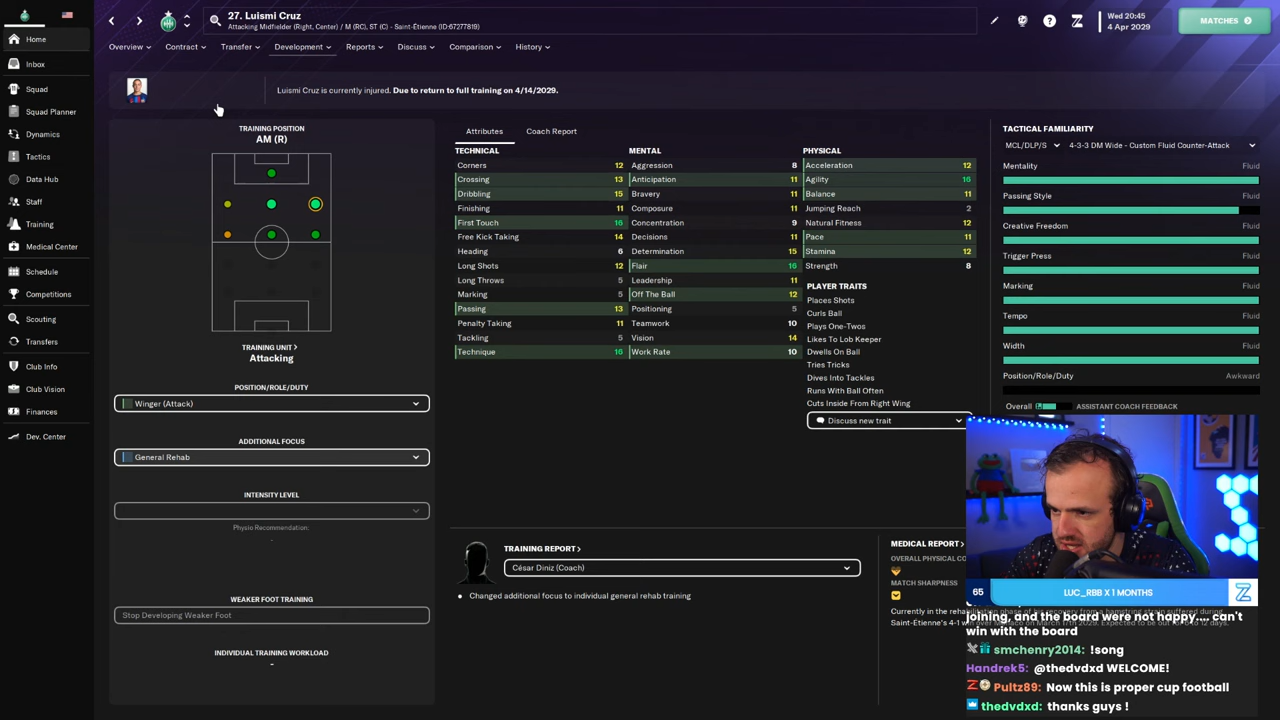 27. Luismi Cruz
Attacking Midfielder (Right, Center) / M (RC), ST (C) - Saint-Étienne (ID:67277819)
Wed 20:45
4 Apr 2029
MATCHES
Overview
Contract
Transfer
Development
Reports
Discuss
Comparison
History
Home
Inbox
Squad
Squad Planner
Dynamics
Tactics
Data Hub
Staff
Training
Medical Center
Schedule
Competitions
Scouting
Transfers
Club Info
Club Vision
Finances
Dev. Center
Luismi Cruz is currently injured. Due to return to full training on 4/14/2029.
TRAINING POSITION
AM (R)
TRAINING UNIT >
Attacking
POSITION/ROLE/DUTY
Winger (Attack)
ADDITIONAL FOCUS
General Rehab
INTENSITY LEVEL
Physio Recommendation:
-
WEAKER FOOT TRAINING
Stop Developing Weaker Foot
INDIVIDUAL TRAINING WORKLOAD
-
Attributes
Coach Report
TECHNICAL
Corners 12
Crossing 13
Dribbling 15
Finishing 11
First Touch 16
Free Kick Taking 14
Heading 6
Long Shots 12
Long Throws 5
Marking 5
Passing 13
Penalty Taking 11
Tackling 5
Technique 16
MENTAL
Aggression 8
Anticipation 11
Bravery 11
Composure 11
Concentration 9
Decisions 11
Determination 15
Flair 16
Leadership 11
Off The Ball 12
Positioning 5
Teamwork 10
Vision 14
Work Rate 10
PHYSICAL
Acceleration 12
Agility 16
Balance 11
Jumping Reach 2
Natural Fitness 12
Pace 11
Stamina 12
Strength 8
PLAYER TRAITS
Places Shots
Curls Ball
Plays One-Twos
Likes To Lob Keeper
Dwells On Ball
Tries Tricks
Dives Into Tackles
Runs With Ball Often
Cuts Inside From Right Wing
Discuss new trait
TACTICAL FAMILIARITY
MCL/DLP/S
4-3-3 DM Wide - Custom Fluid Counter-Attack
Mentality Fluid
Passing Style Fluid
Creative Freedom Fluid
Trigger Press Fluid
Marking Fluid
Tempo Fluid
Width Fluid
Position/Role/Duty Awkward
Overall ASSISTANT COACH FEEDBACK
TRAINING REPORT >
César Diniz (Coach)
Changed additional focus to individual general rehab training
MEDICAL REPORT >
OVERALL PHYSICAL CO
MATCH SHARPNESS
65 LUC_RBB X 1 MONTHS
joining, and the board were not happy.... can't
win with the board
smchenry2014: !song
Handrek5: @thedvdxd WELCOME!
Pultz89: Now this is proper cup football
thedvdxd: thanks guys !